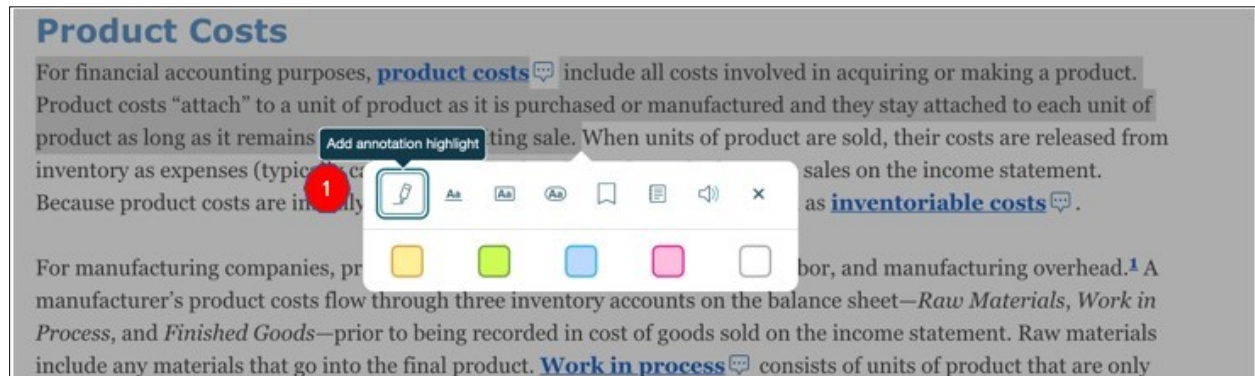 Product Costs
For financial accounting purposes, product costs include all costs involved in acquiring or making a product.
Product costs “attach” to a unit of product as it is purchased or manufactured and they stay attached to each unit of
product as long as it remains ting sale. When units of product are sold, their costs are released from
Add annotation highlight
inventory as expenses (typic sales on the income statement.
1
Aa Aa Aa
Because product costs are in as inventoriable costs.
For manufacturing companies, pr bor, and manufacturing overhead.1 A
manufacturer’s product costs flow through three inventory accounts on the balance sheet—Raw Materials, Work in
Process, and Finished Goods—prior to being recorded in cost of goods sold on the income statement. Raw materials
include any materials that go into the final product. Work in process consists of units of product that are only